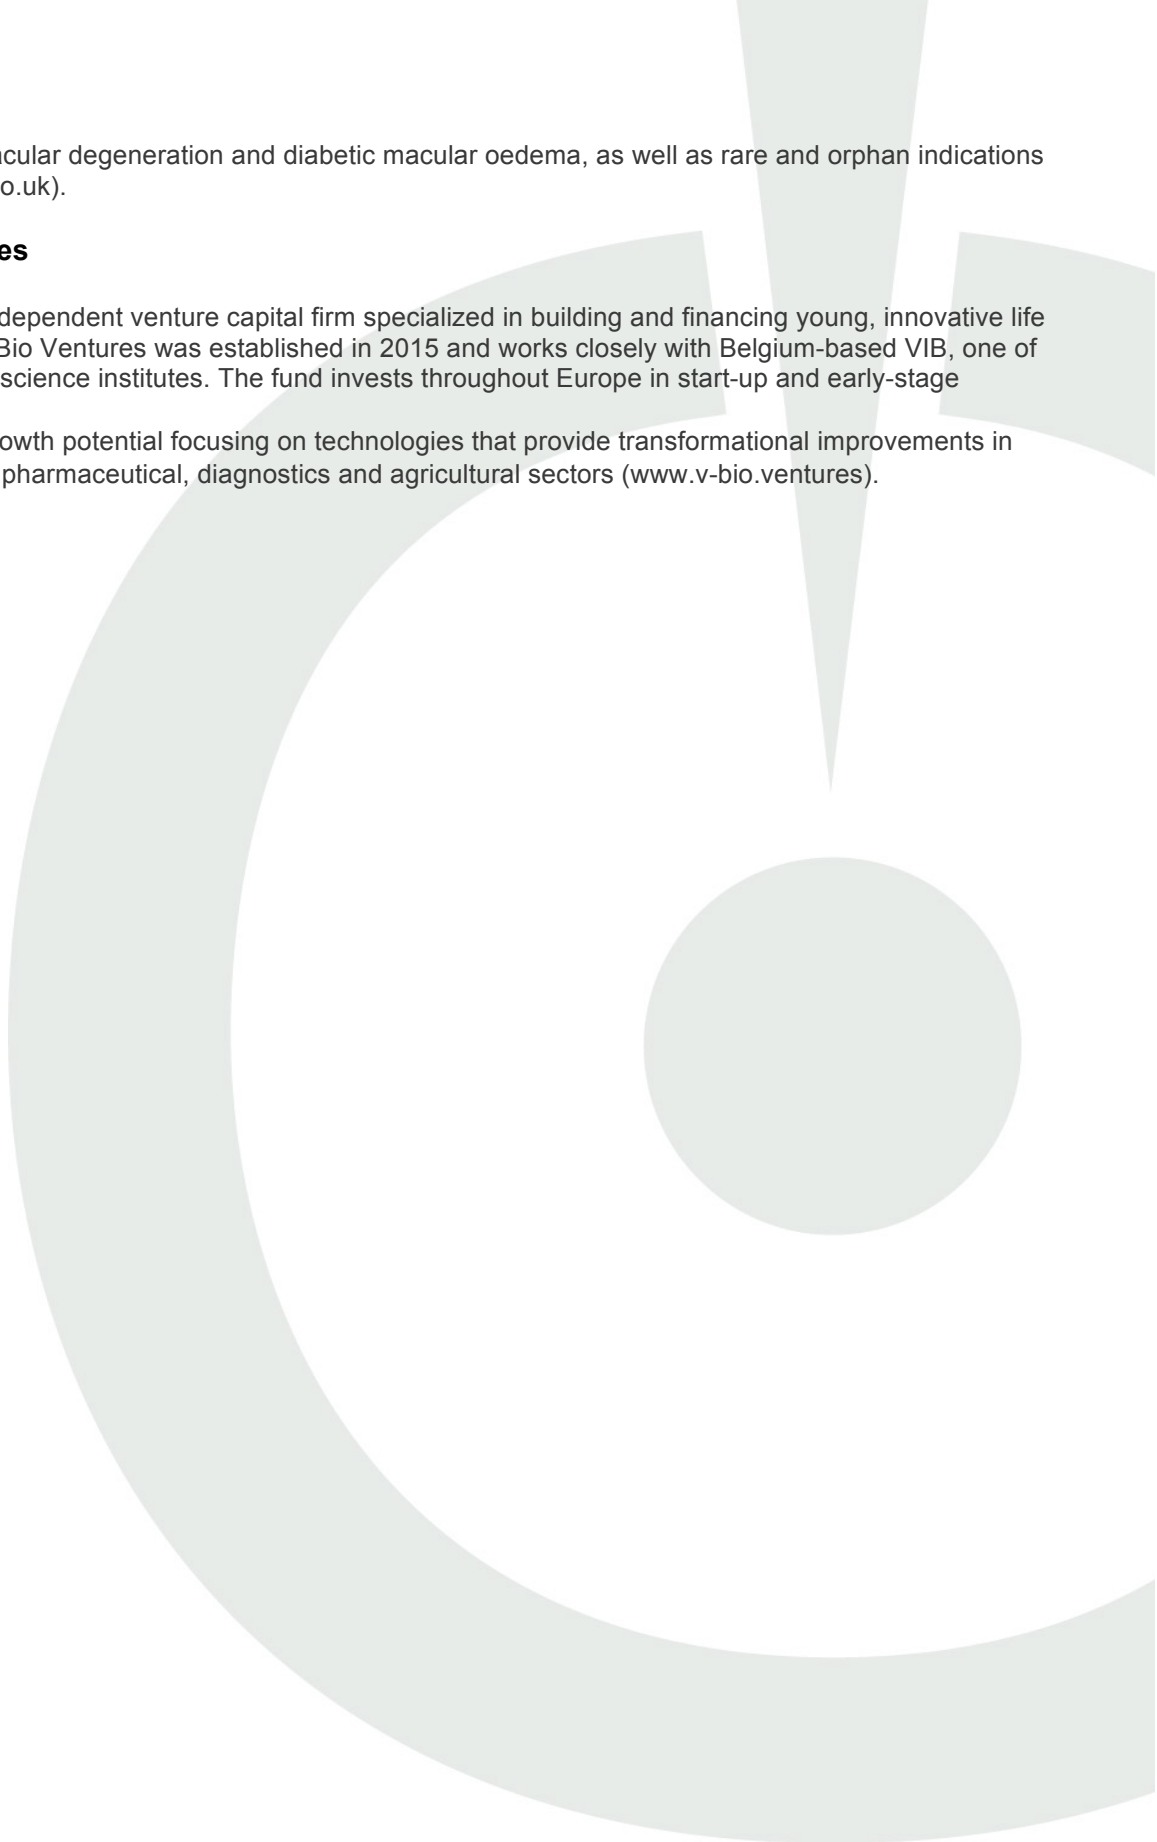 cular degeneration and diabetic macular oedema, as well as rare and orphan indications
o.uk).
es
dependent venture capital firm specialized in building and financing young, innovative life
Bio Ventures was established in 2015 and works closely with Belgium-based VIB, one of
science institutes. The fund invests throughout Europe in start-up and early-stage
owth potential focusing on technologies that provide transformational improvements in
pharmaceutical, diagnostics and agricultural sectors (www.v-bio.ventures).